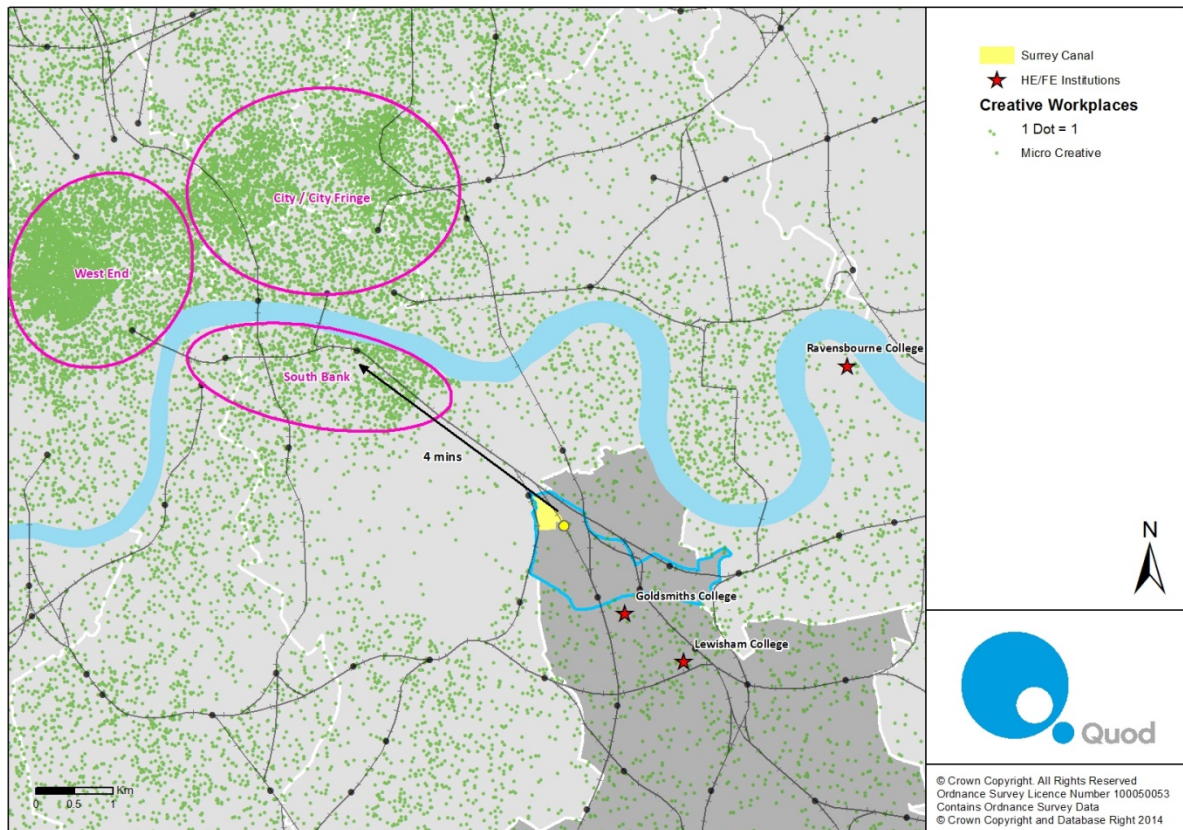 City / City Fringe
West End
South Bank
4 mins
Ravensbourne College
Goldsmiths College
Lewisham College
0 0.5 1
Km
Surrey Canal
HE/FE Institutions
Creative Workplaces
1 Dot = 1
Micro Creative
N
Quod
© Crown Copyright. All Rights Reserved
Ordnance Survey Licence Number 100050053
Contains Ordnance Survey Data
© Crown Copyright and Database Right 2014